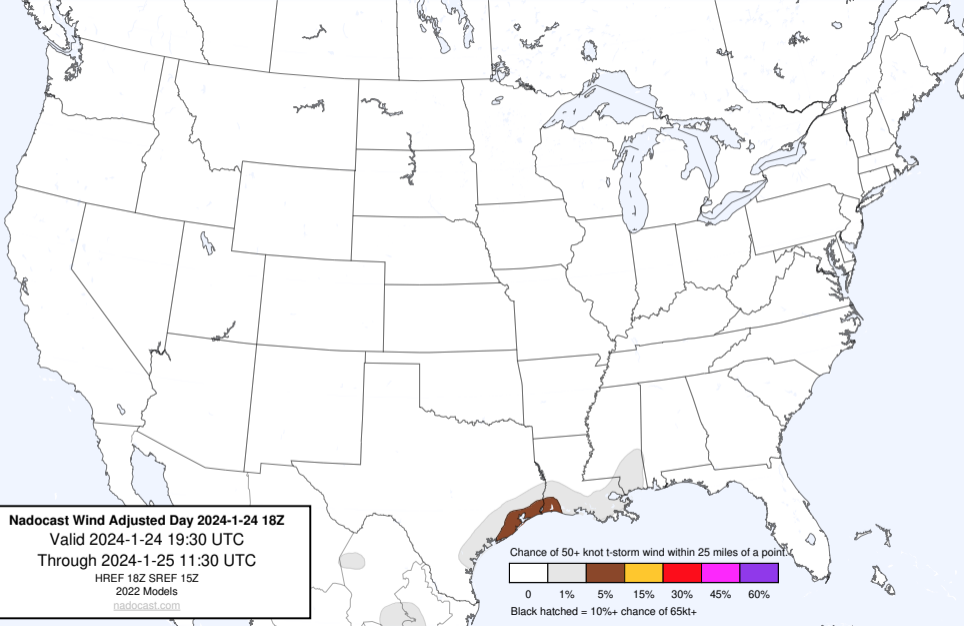 Nadocast Wind Adjusted Day 2024-1-24 18Z
Valid 2024-1-24 19:30 UTC
Through 2024-1-25 11:30 UTC
HREF 18Z SREF 15Z
2022 Models
nadocast.com
Chance of 50+ knot t-storm wind within 25 miles of a point.
0 1% 5% 15% 30% 45% 60%
Black hatched = 10%+ chance of 65kt+